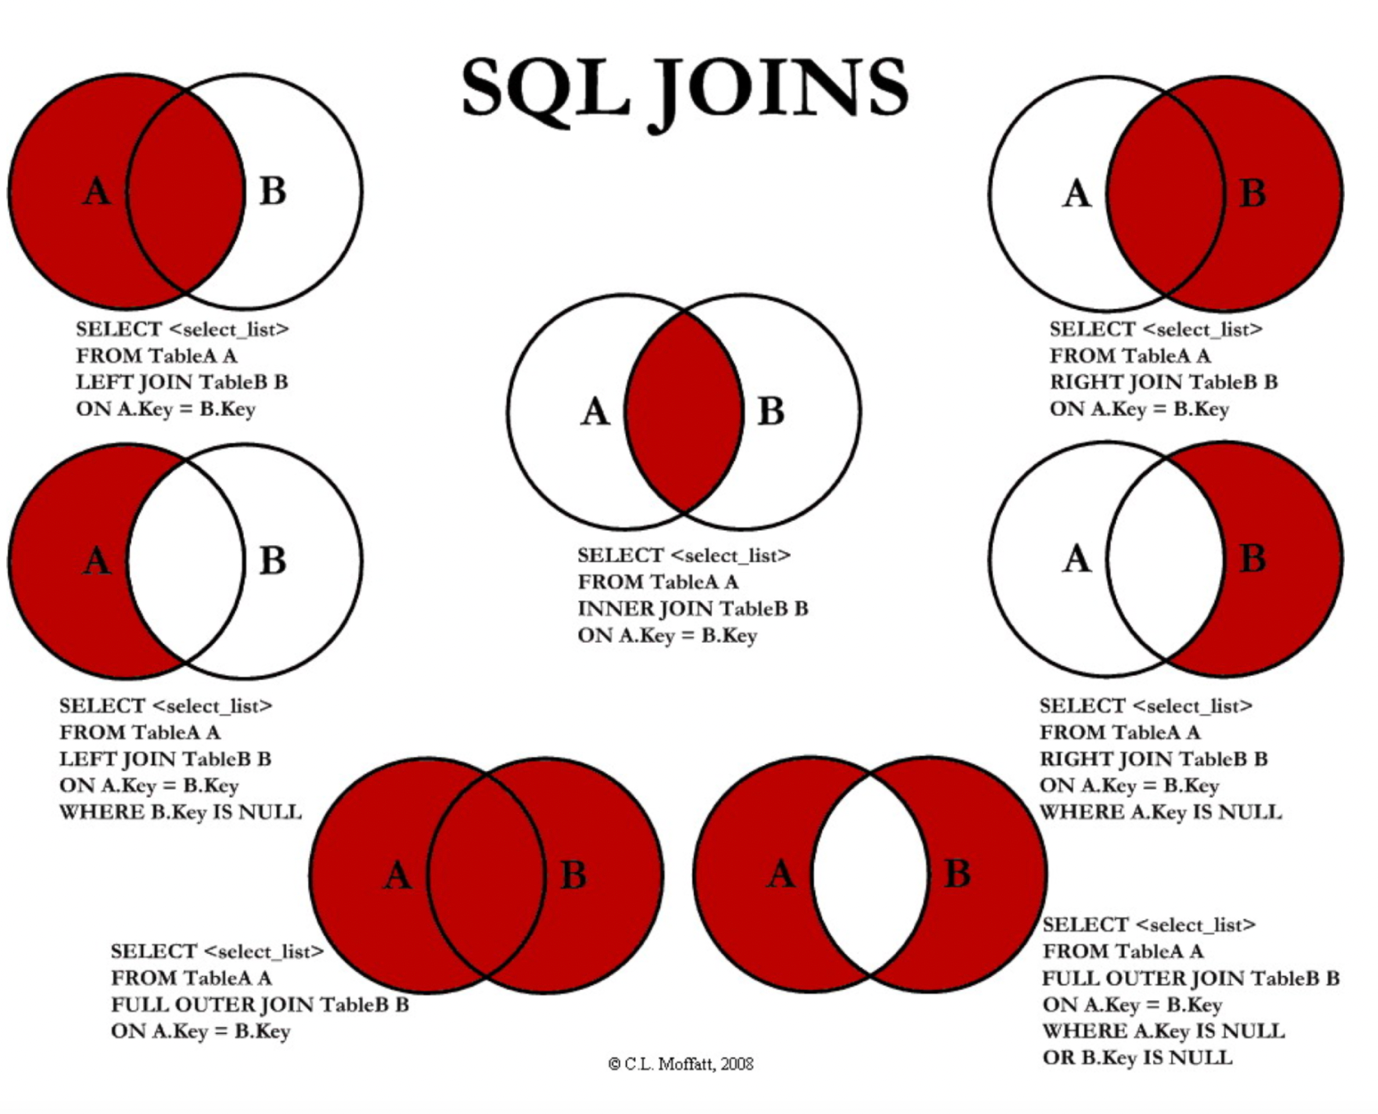 SQL JOINS
A B
SELECT <select_list>
FROM TableA A
LEFT JOIN TableB B
ON A.Key = B.Key
A B
SELECT <select_list>
FROM TableA A
RIGHT JOIN TableB B
ON A.Key = B.Key
A B
SELECT <select_list>
FROM TableA A
INNER JOIN TableB B
ON A.Key = B.Key
A B
SELECT <select_list>
FROM TableA A
LEFT JOIN TableB B
ON A.Key = B.Key
WHERE B.Key IS NULL
A B
SELECT <select_list>
FROM TableA A
RIGHT JOIN TableB B
ON A.Key = B.Key
WHERE A.Key IS NULL
A B
SELECT <select_list>
FROM TableA A
FULL OUTER JOIN TableB B
ON A.Key = B.Key
A B
SELECT <select_list>
FROM TableA A
FULL OUTER JOIN TableB B
ON A.Key = B.Key
WHERE A.Key IS NULL
OR B.Key IS NULL
© C.L. Moffatt, 2008